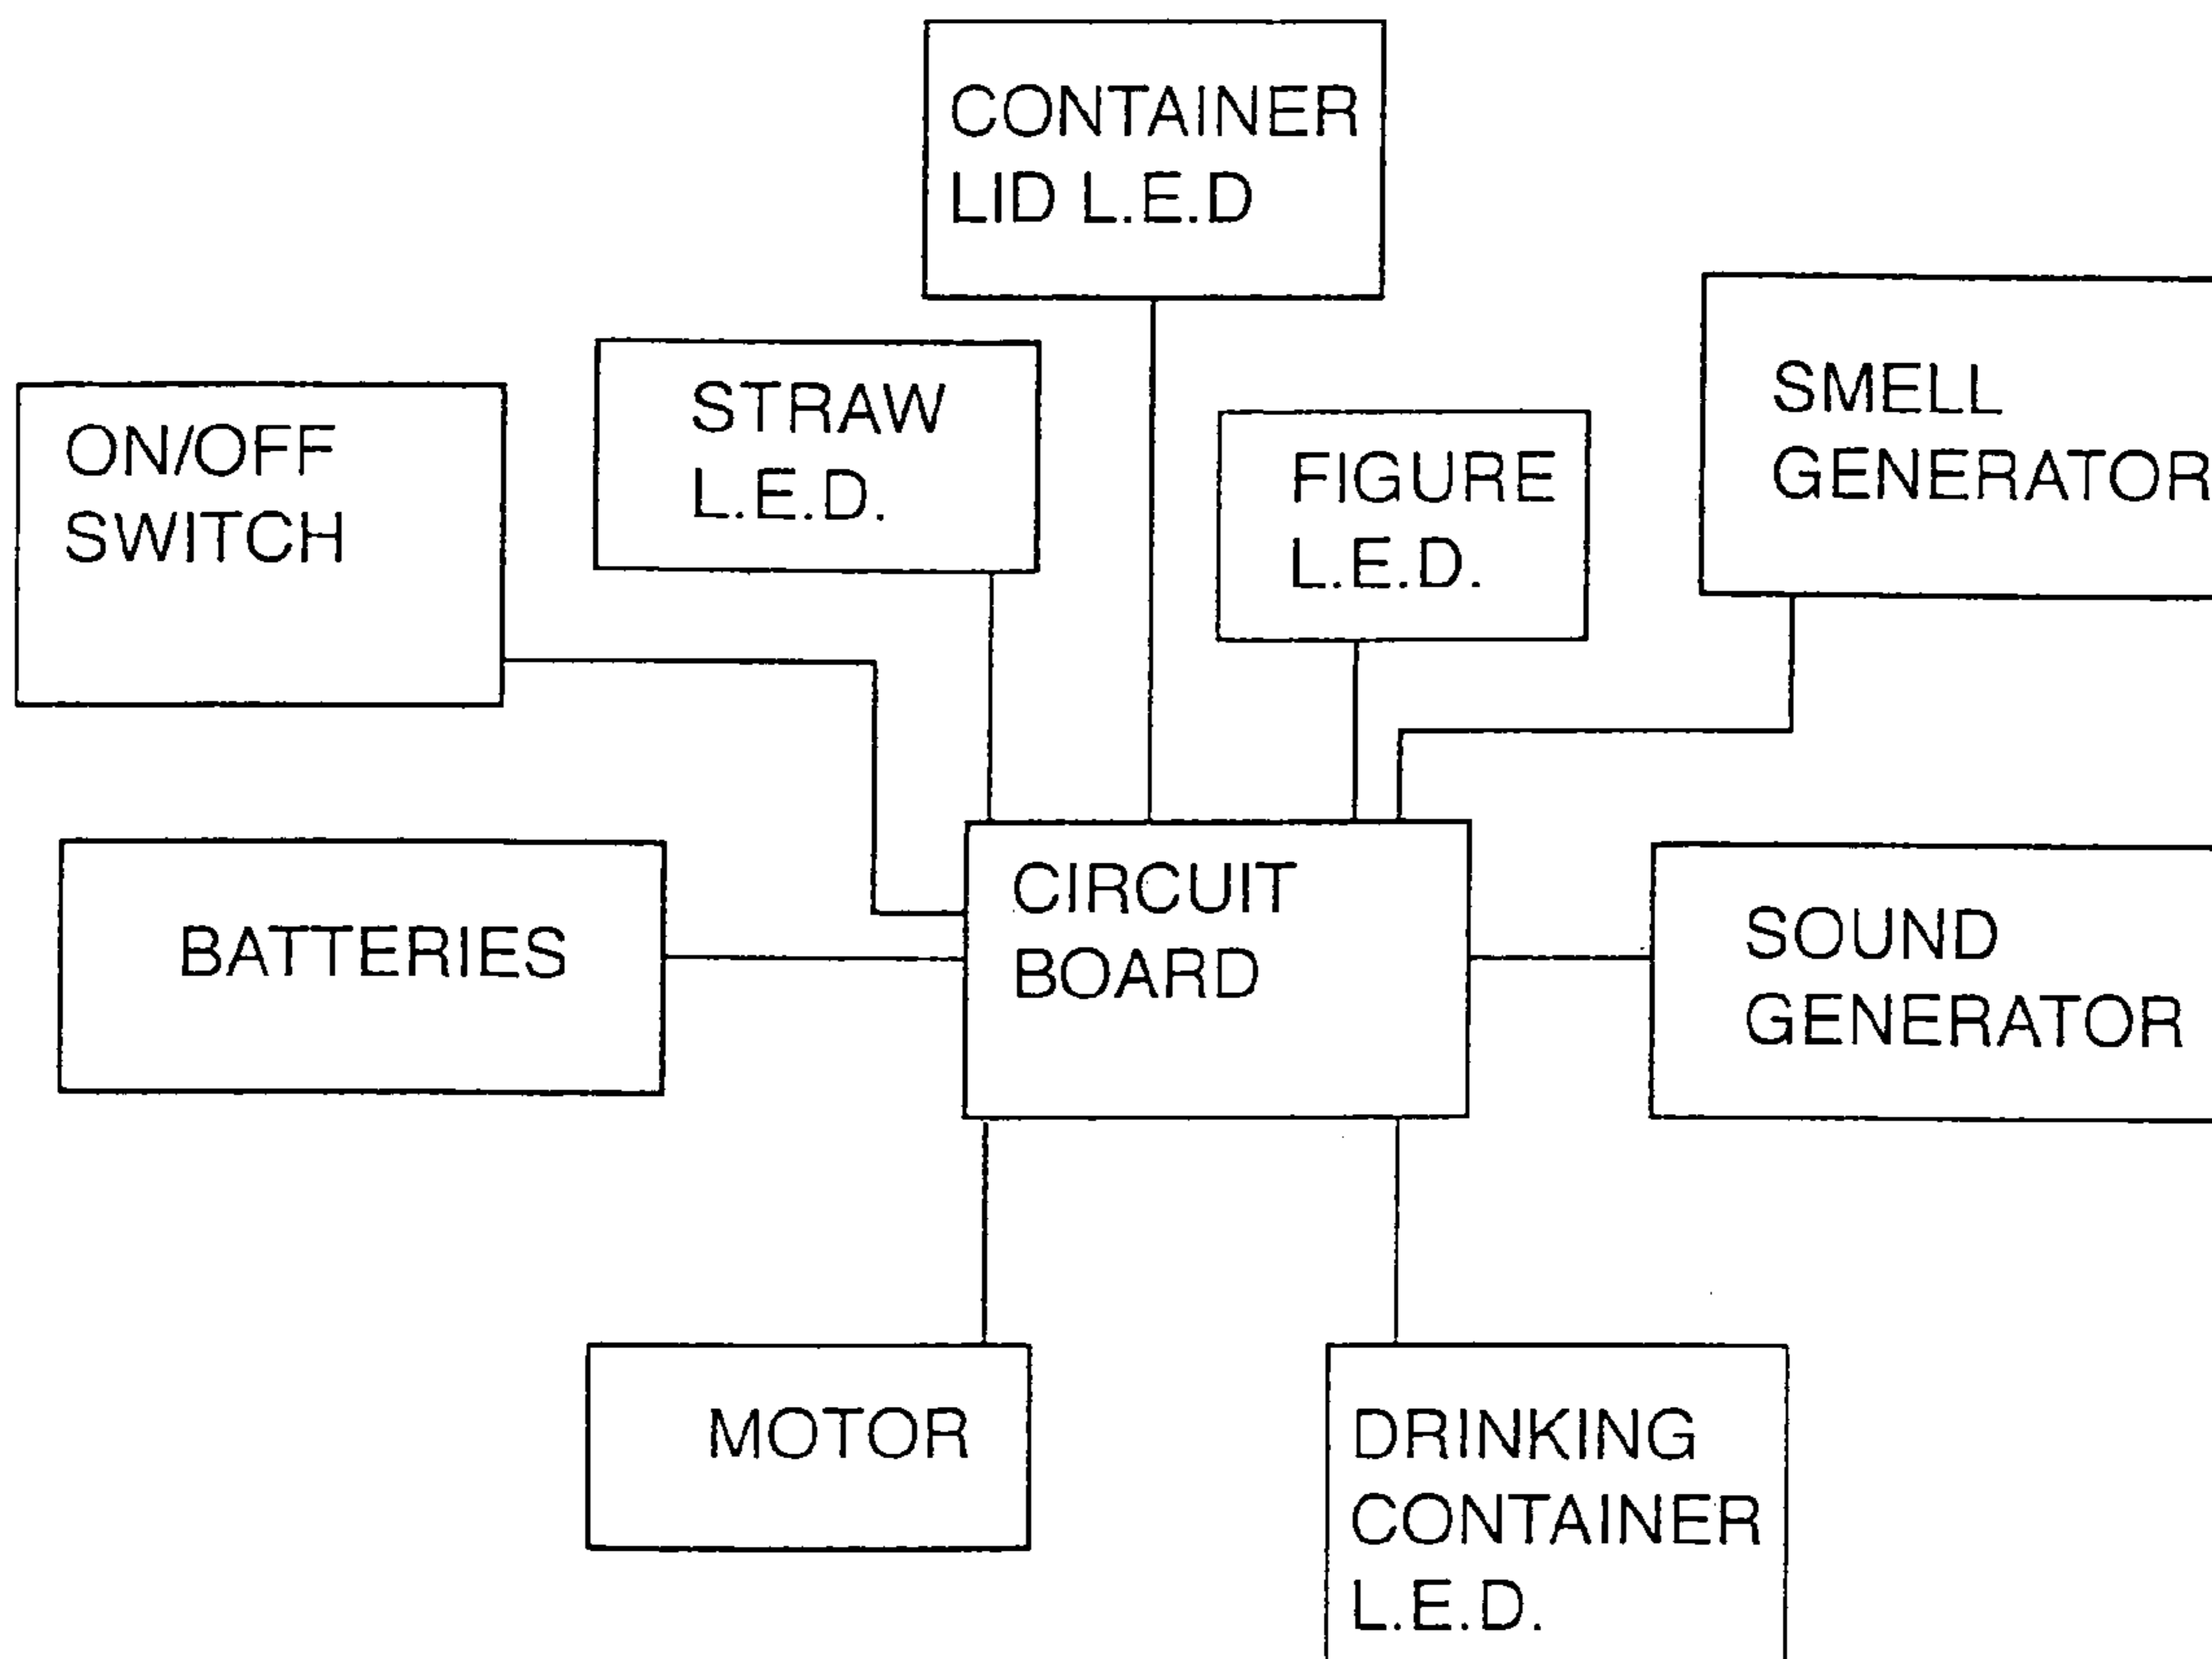 CONTAINER
LID L.E.D
STRAW
L.E.D.
ON/OFF
SWITCH
FIGURE
L.E.D.
SMELL
GENERATOR
BATTERIES
CIRCUIT
BOARD
SOUND
GENERATOR
MOTOR
DRINKING
CONTAINER
L.E.D.